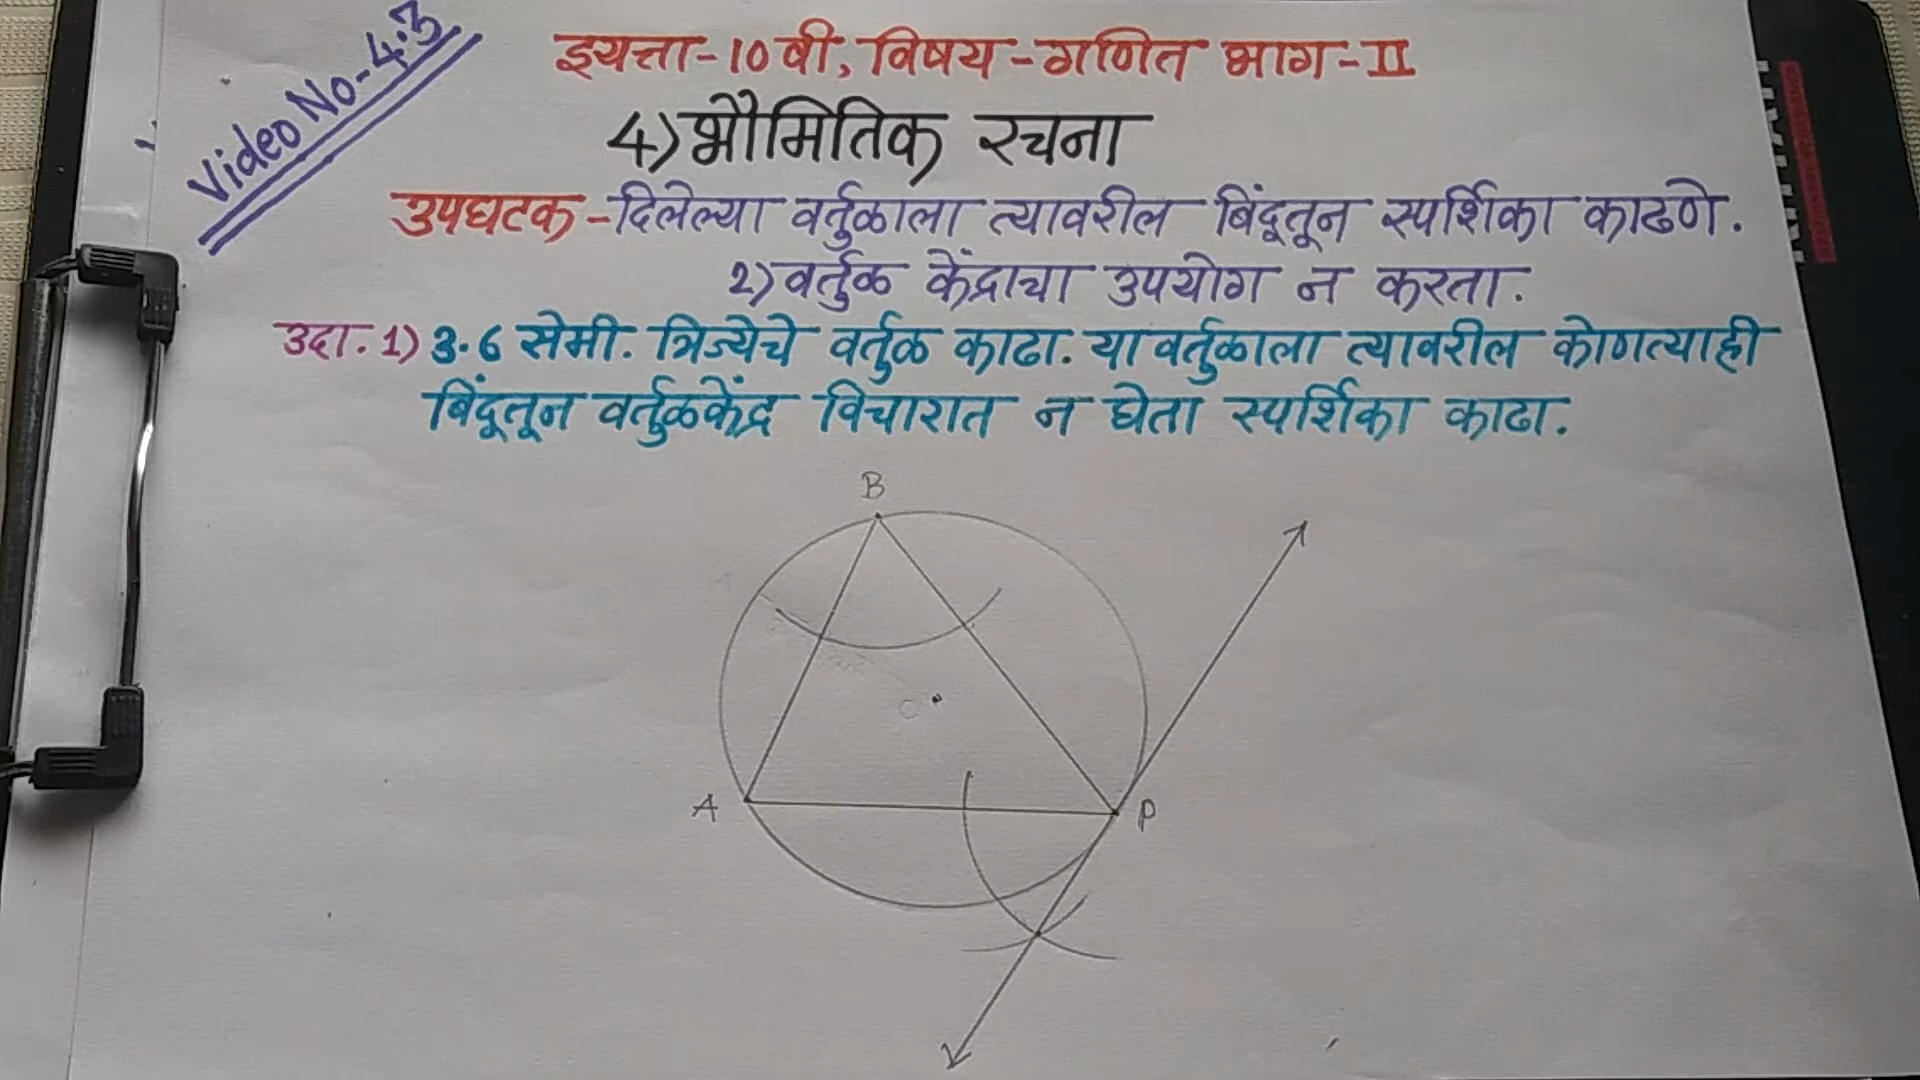 Video No-4.3
इयत्ता-10वी, विषय-गणित भाग-II
4) भौमितिक रचना
उपघटक-दिलेल्या वर्तुळाला त्यावरील बिंदूतून स्पर्शिका काढणे.
2) वर्तुळ केंद्राचा उपयोग न करता.
उदा. 1) 3.6 सेमी. त्रिज्येचे वर्तुळ काढा. या वर्तुळाला त्यावरील कोणत्याही
बिंदूतून वर्तुळकेंद्र विचारात न घेता स्पर्शिका काढा.
B
C
A
P